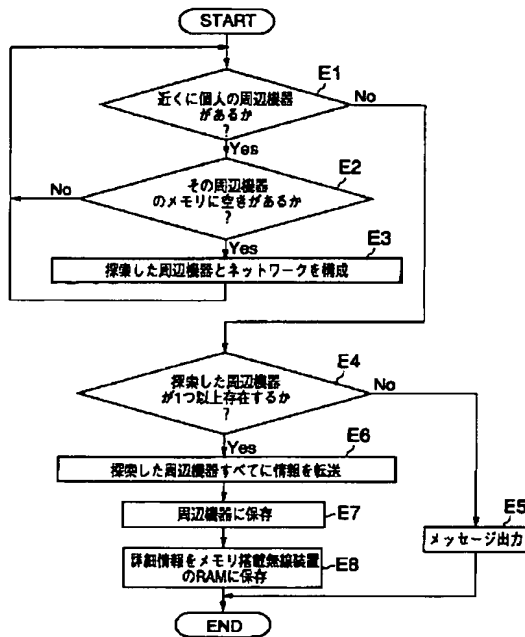 START
E1
近くに個人の周辺機器
があるか
?
No
Yes
E2
その周辺機器
のメモリに空きがあるか
?
No
Yes
E3
探索した周辺機器とネットワークを構成
E4
探索した周辺機器
が1つ以上存在するか
?
No
Yes
E6
探索した周辺機器すべてに情報を転送
E7
周辺機器に保存
E5
メッセージ出力
E8
詳細情報をメモリ搭載無線装置
のRAMに保存
END